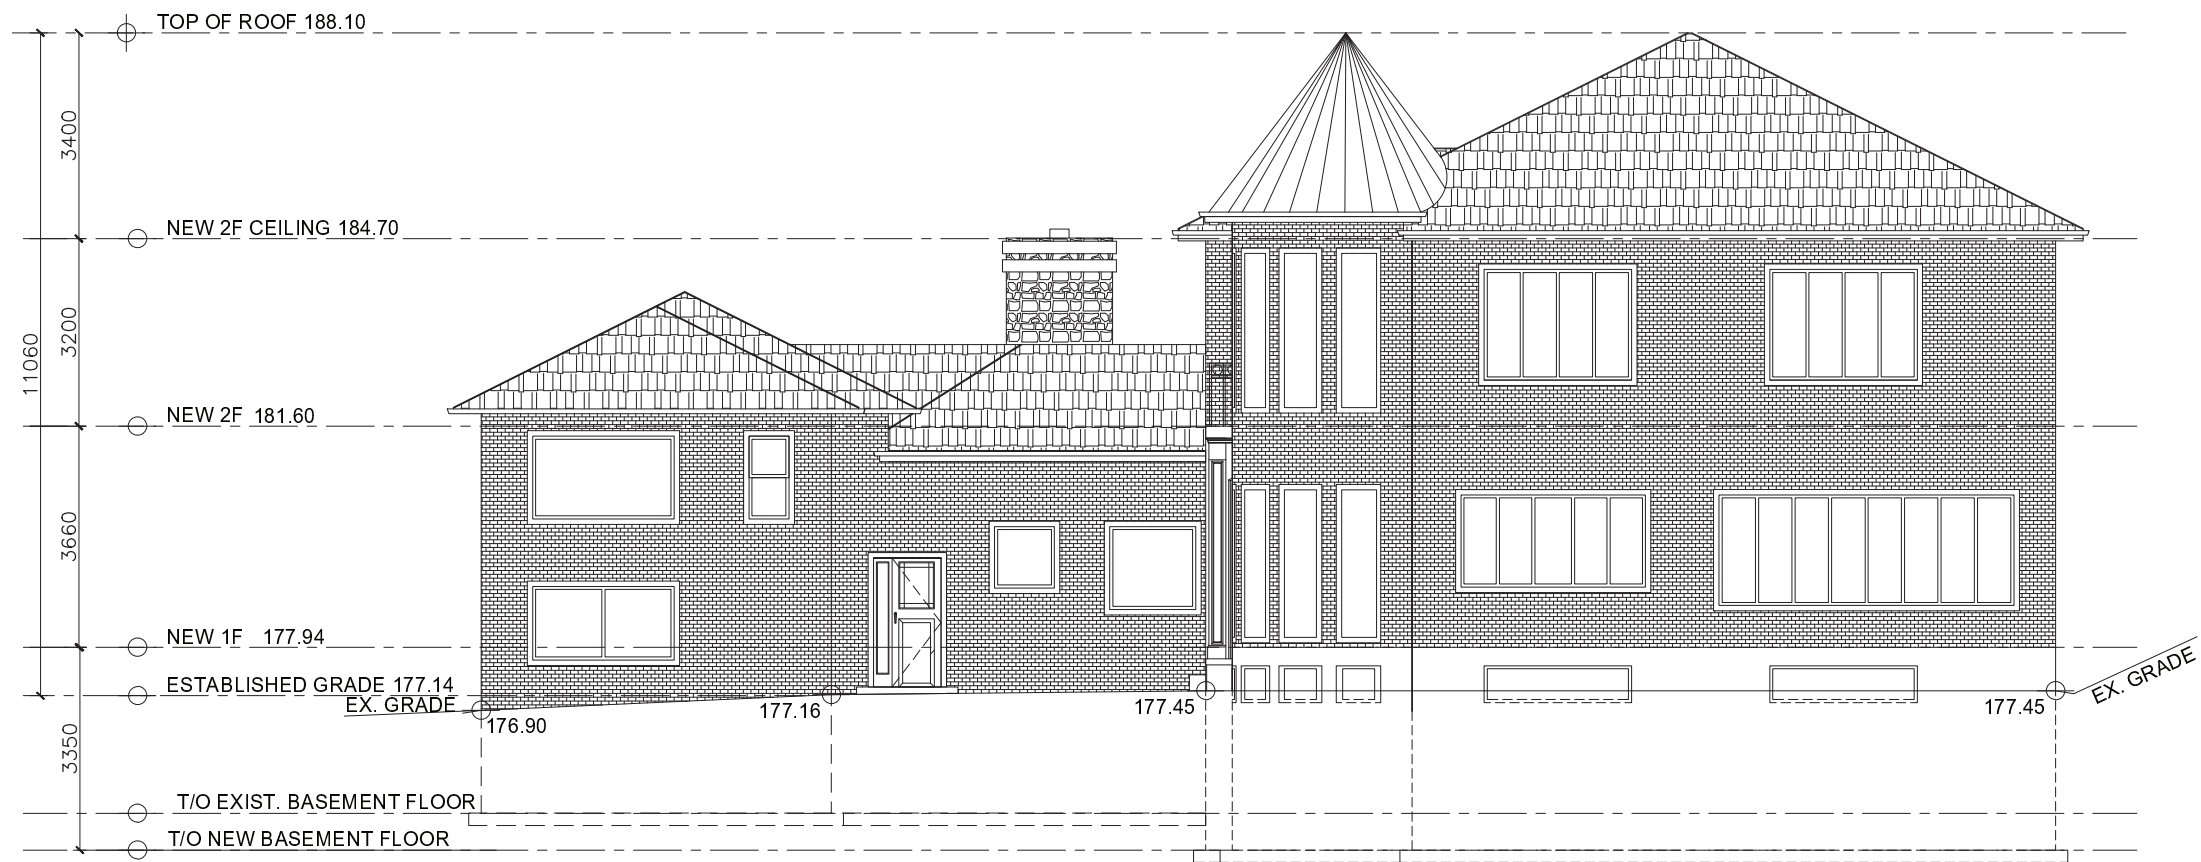 TOP OF ROOF 188.10
3400
NEW 2F CEILING 184.70
3200
11060
NEW 2F 181.60
3660
NEW 1F 177.94
ESTABLISHED GRADE 177.14
EX. GRADE
176.90
177.16
177.45
177.45
EX. GRADE
3350
T/O EXIST. BASEMENT FLOOR
T/O NEW BASEMENT FLOOR